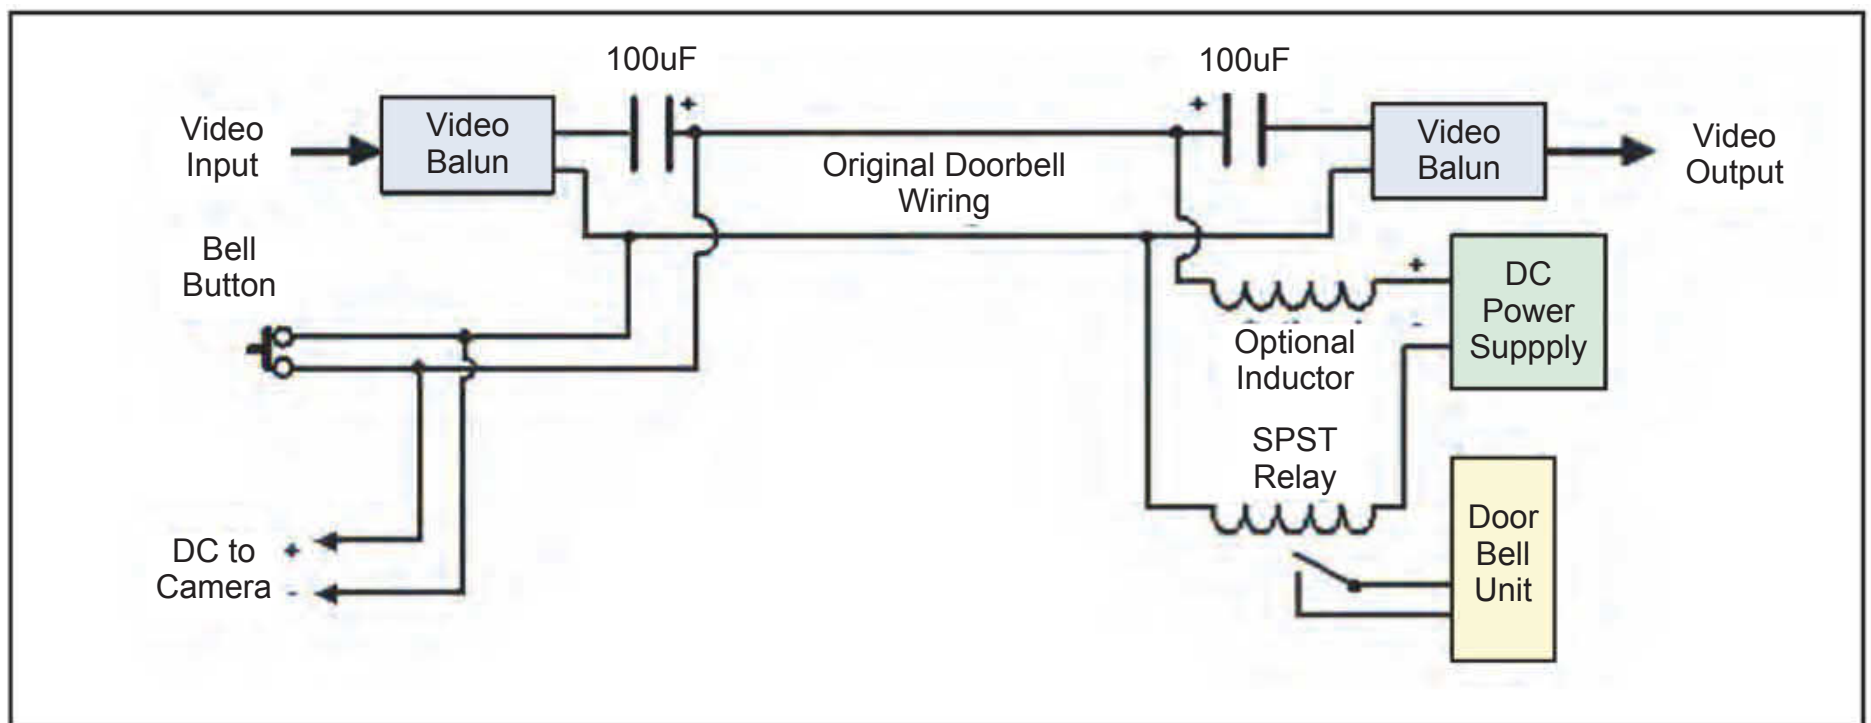 100uF
100uF
Video
Input
Video
Balun
+
+
Original Doorbell
Wiring
Video
Balun
Video
Output
Bell
Button
+
-
DC
Power
Suppply
Optional
Inductor
SPST
Relay
DC to
Camera
+
-
Door
Bell
Unit